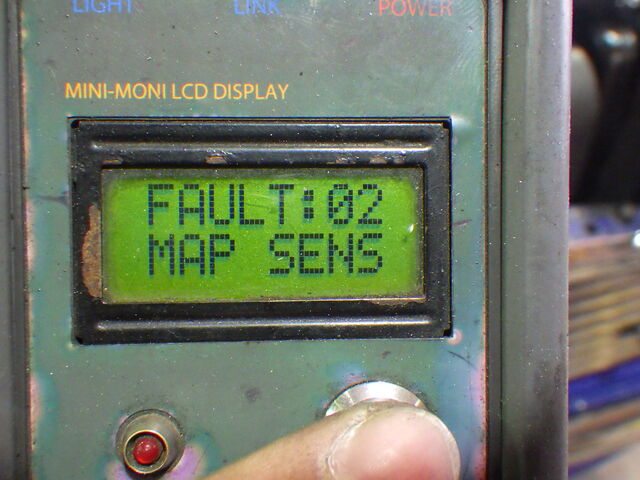 LIGHT LINK POWER
MINI-MONI LCD DISPLAY
FAULT:02
MAP SENS